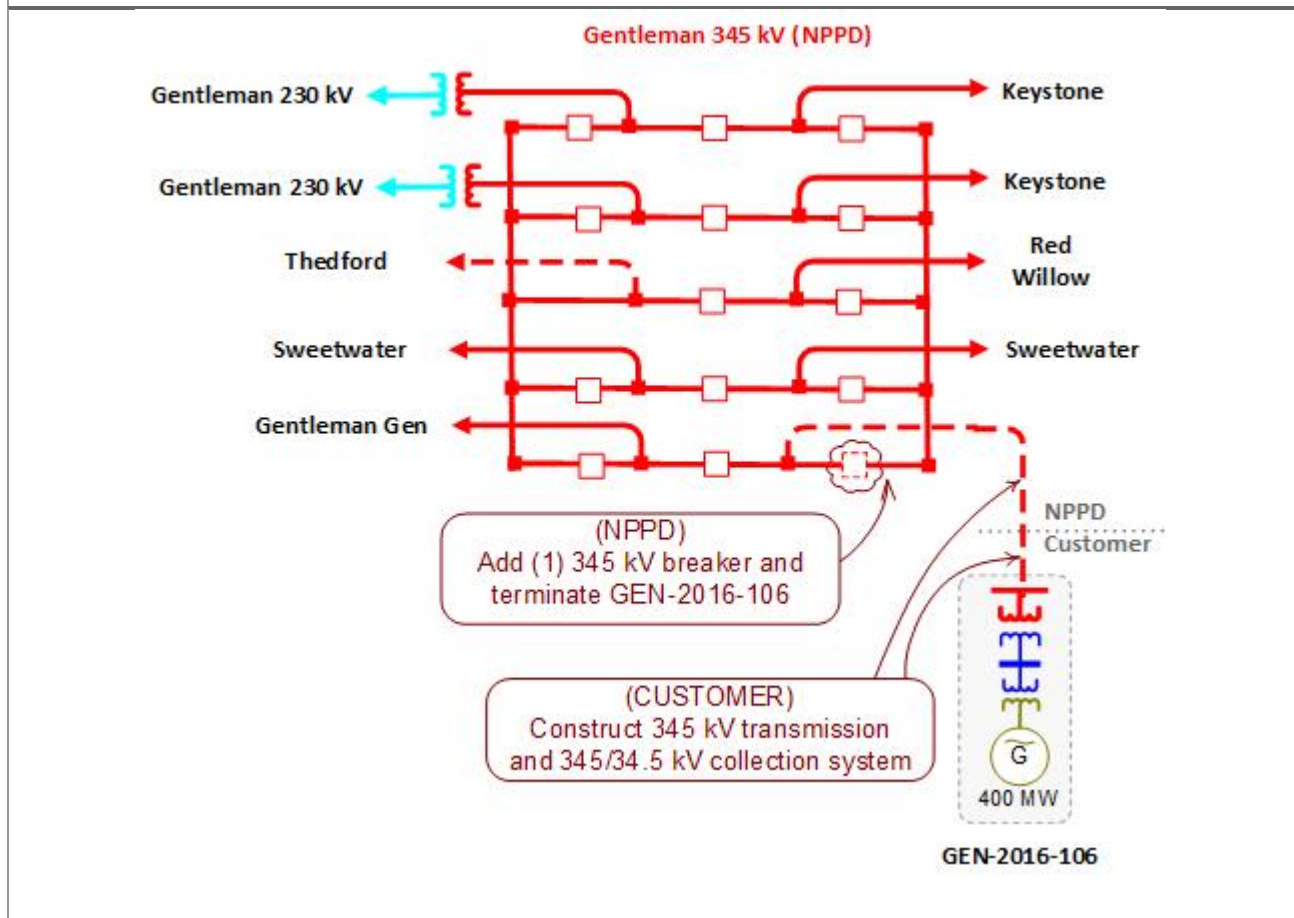 Gentleman 345 kV (NPPD)
Gentleman 230 kV
Keystone
Gentleman 230 kV
Keystone
Thedford
Red
Willow
Sweetwater
Sweetwater
Gentleman Gen
(NPPD)
Add (1) 345 kV breaker and
terminate GEN-2016-106
NPPD
Customer
(CUSTOMER)
Construct 345 kV transmission
and 345/34.5 kV collection system
G
400 MW
GEN-2016-106